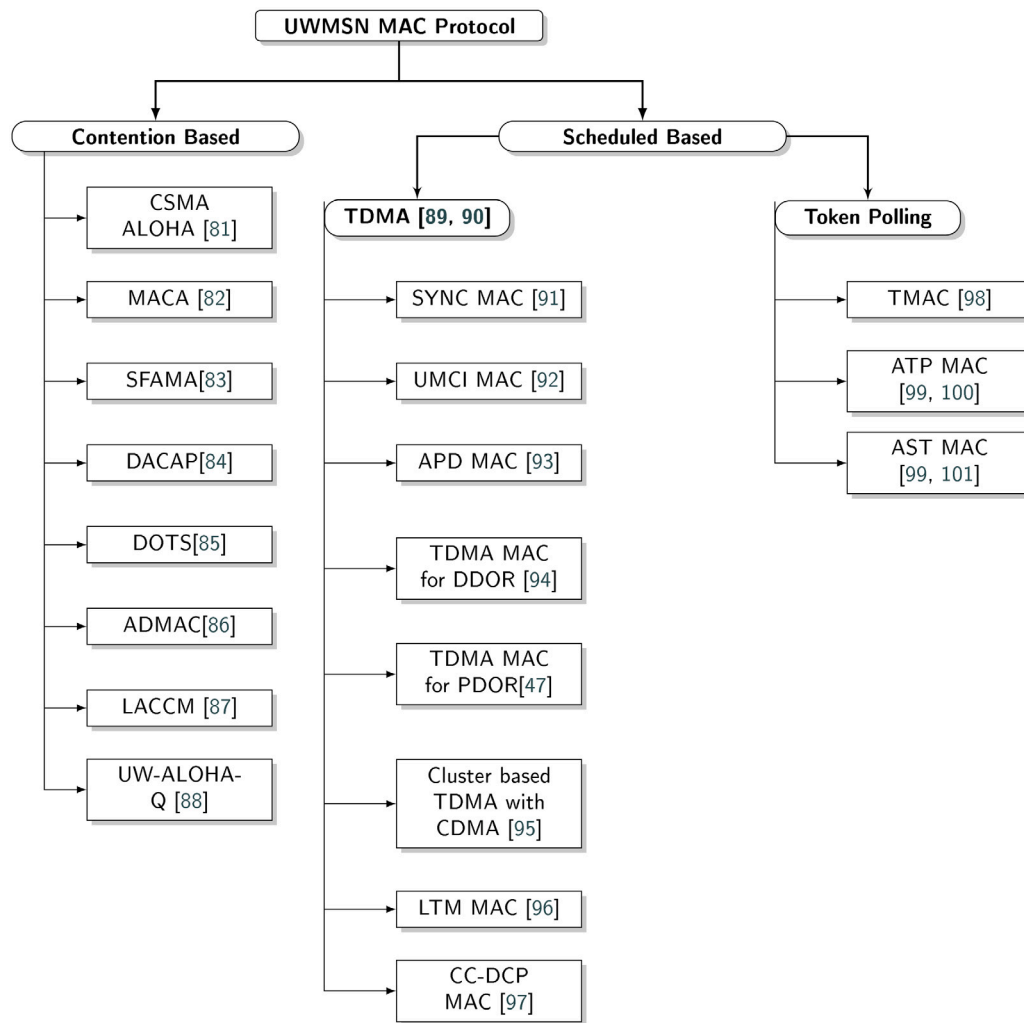 UWMSN MAC Protocol
Contention Based
Scheduled Based
CSMA
ALOHA [81]
MACA [82]
SFAMA[83]
DACAP[84]
DOTS[85]
ADMAC[86]
LACCM [87]
UW-ALOHA-
Q [88]
TDMA [89, 90]
SYNC MAC [91]
UMCI MAC [92]
APD MAC [93]
TDMA MAC
for DDOR [94]
TDMA MAC
for PDOR[47]
Cluster based
TDMA with
CDMA [95]
LTM MAC [96]
CC-DCP
MAC [97]
Token Polling
TMAC [98]
ATP MAC
[99, 100]
AST MAC
[99, 101]